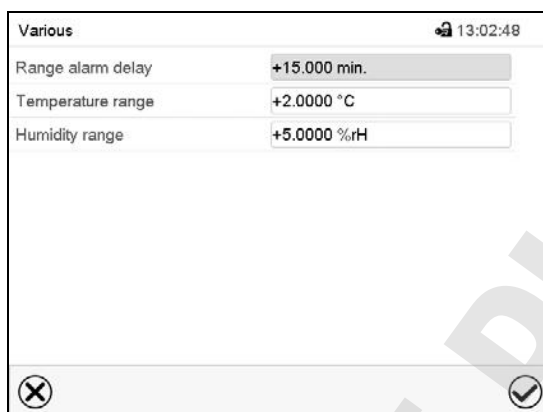 Various 13:02:48
Range alarm delay +15.000 min.
Temperature range +2.0000 °C
Humidity range +5.0000 %rH